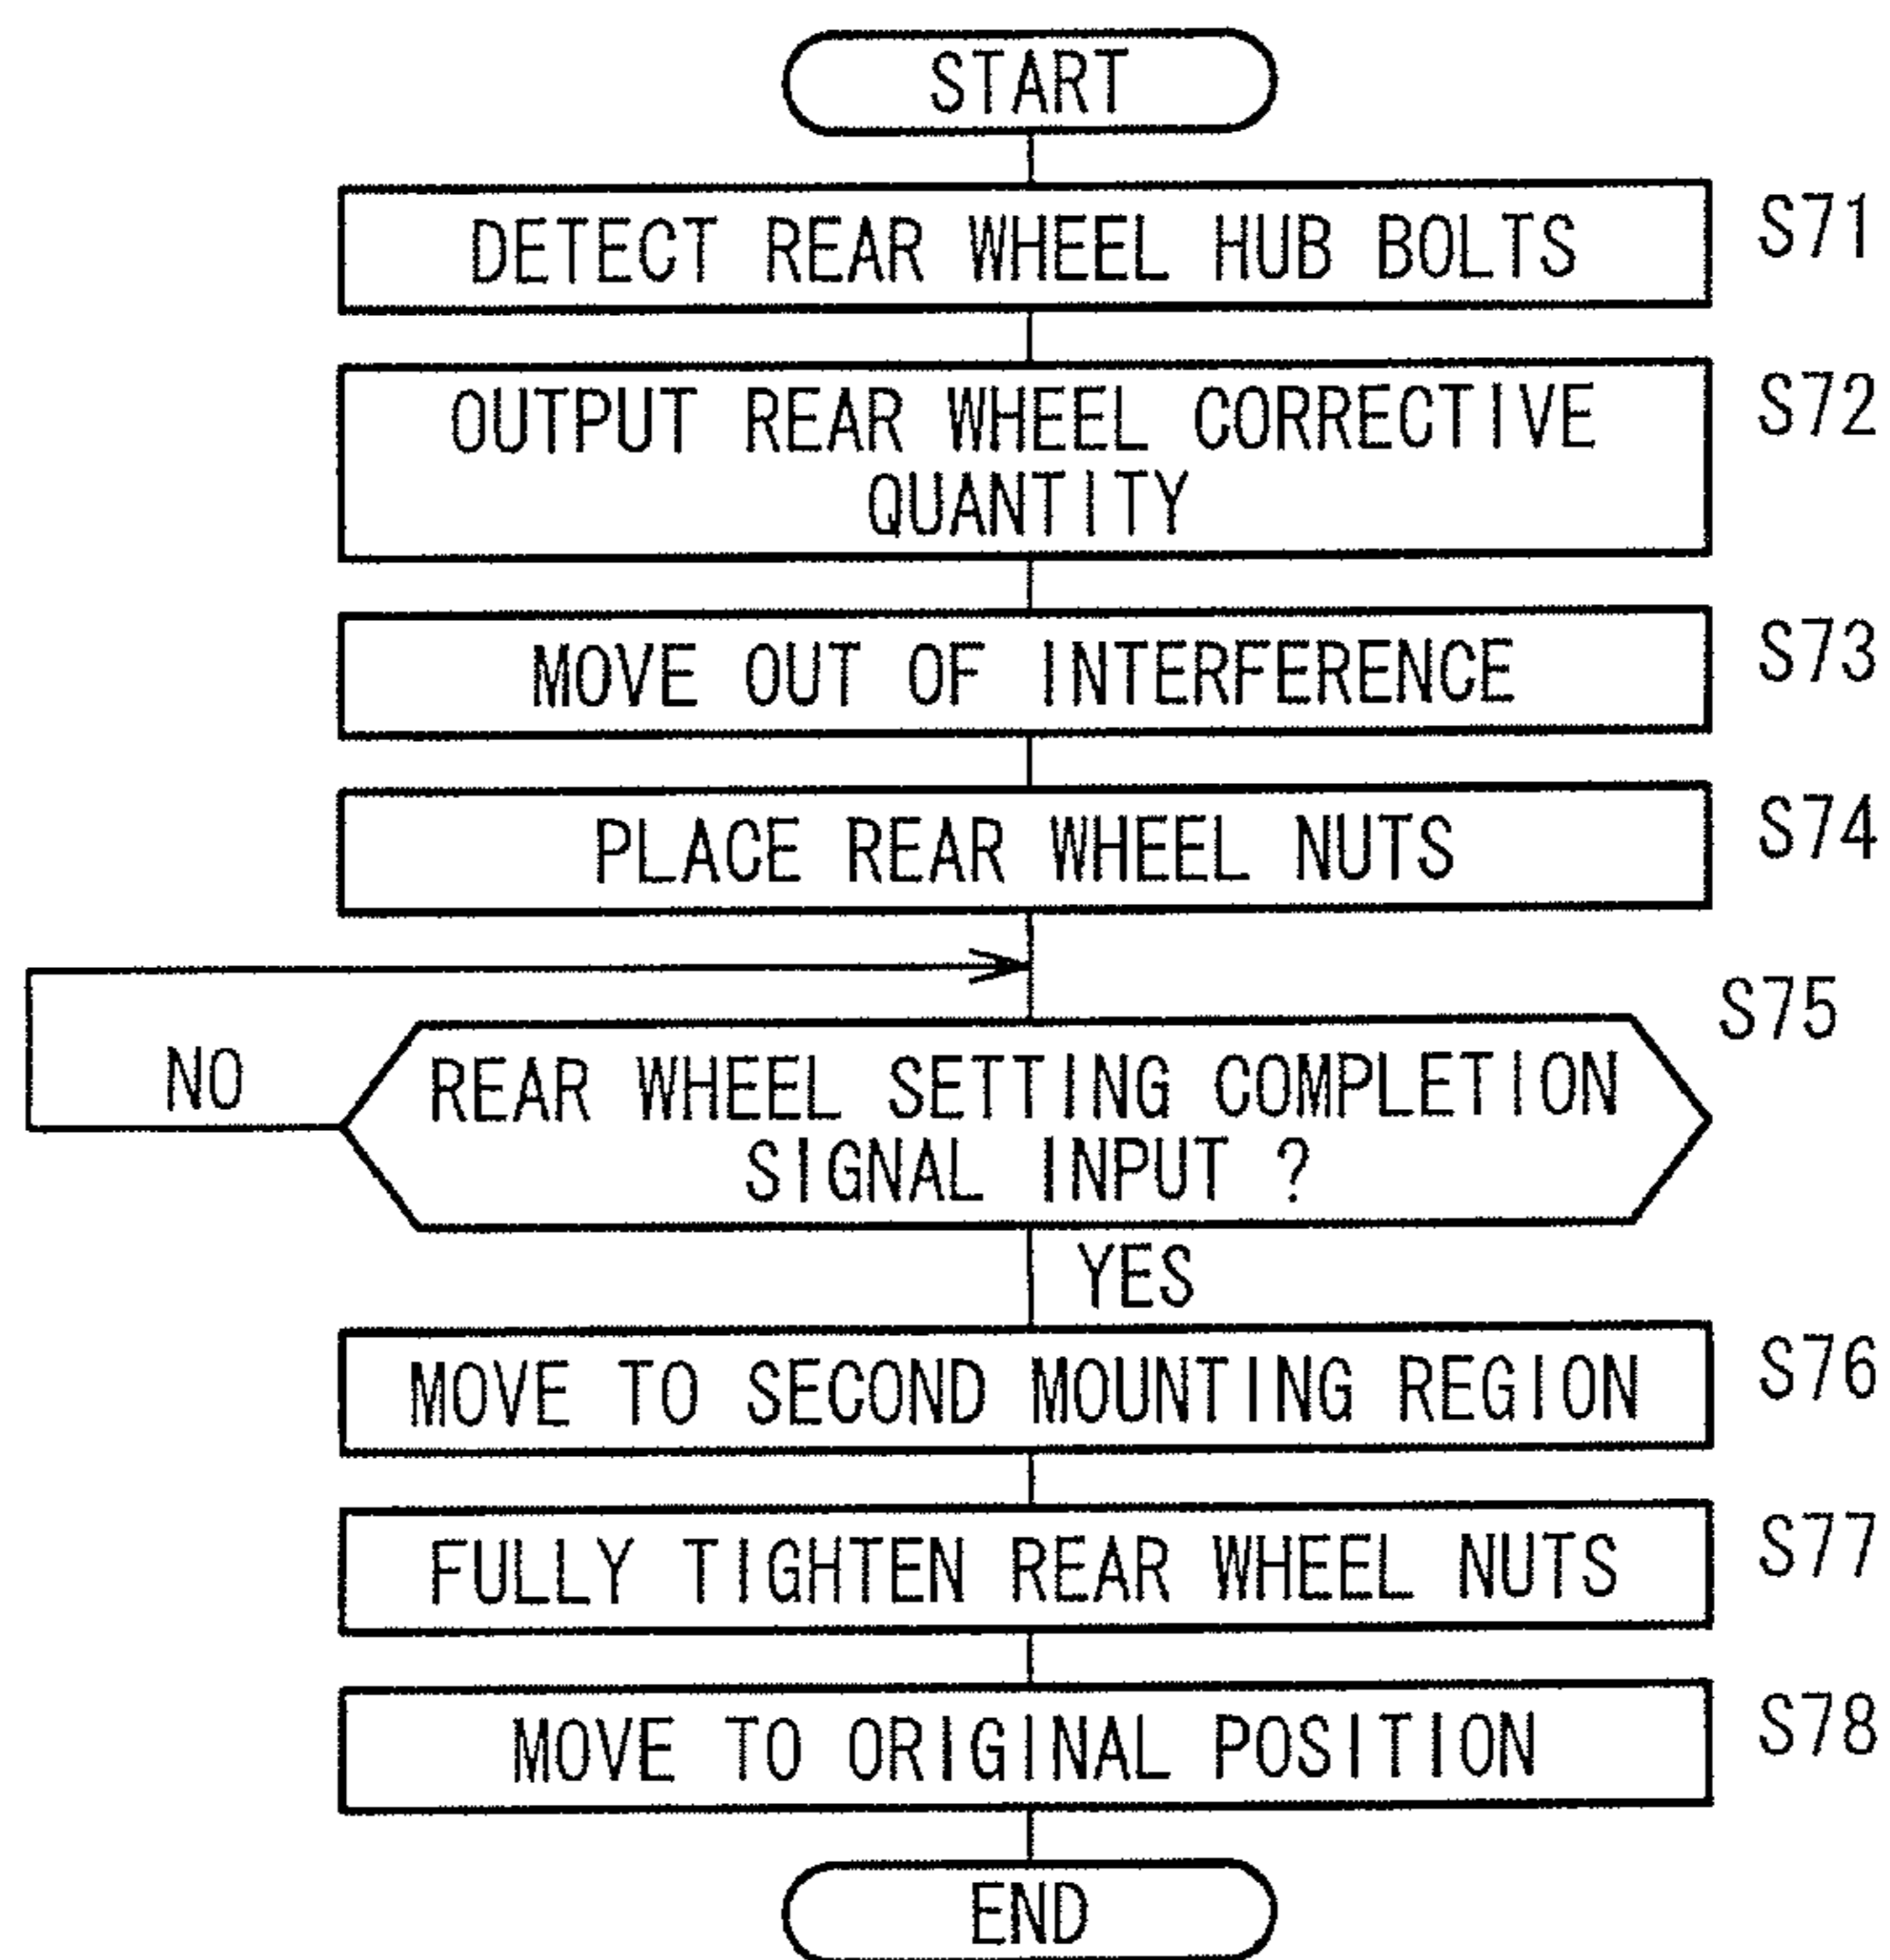 START
DETECT REAR WHEEL HUB BOLTS S71
OUTPUT REAR WHEEL CORRECTIVE S72
QUANTITY
MOVE OUT OF INTERFERENCE S73
PLACE REAR WHEEL NUTS S74
S75
NO
REAR WHEEL SETTING COMPLETION
SIGNAL INPUT ?
YES
MOVE TO SECOND MOUNTING REGION S76
FULLY TIGHTEN REAR WHEEL NUTS S77
MOVE TO ORIGINAL POSITION S78
END